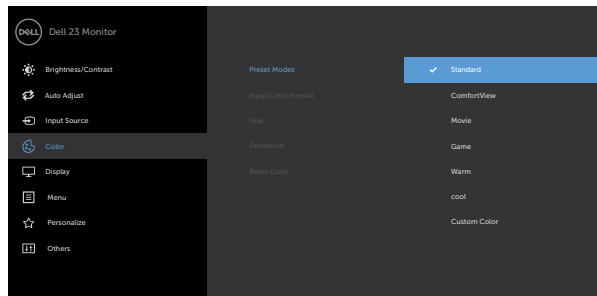 DELL Dell 23 Monitor
Brightness/Contrast
Auto Adjust
Input Source
Color
Display
Menu
Personalize
Others
Preset Modes
Input Color Format
Hue
Saturation
Reset Color
Standard
ComfortView
Movie
Game
Warm
cool
Custom Color